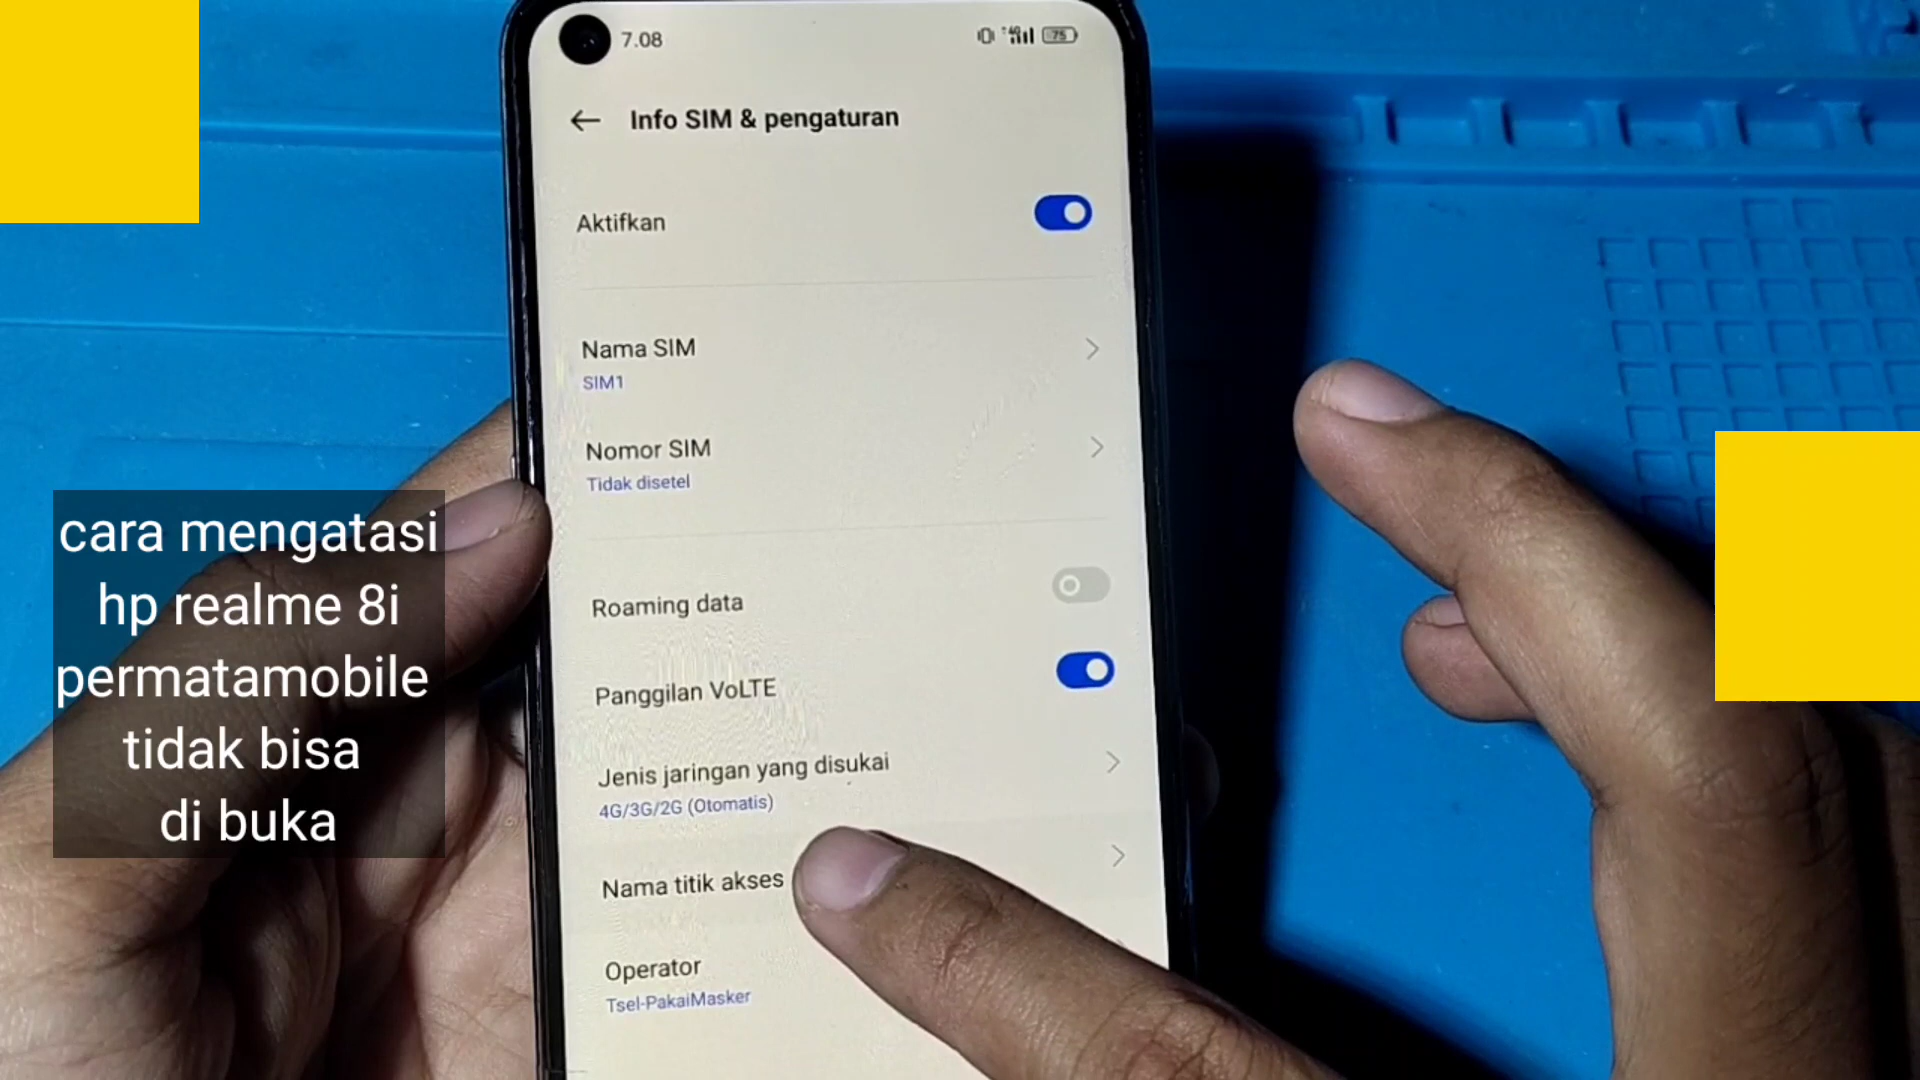 7.08
4G
75
Info SIM & pengaturan
Aktifkan
Nama SIM
SIM1
Nomor SIM
Tidak disetel
Roaming data
Panggilan VoLTE
Jenis jaringan yang disukai
4G/3G/2G (Otomatis)
Nama titik akses
Operator
Tsel-PakaiMasker
cara mengatasi
hp realme 8i
permatamobile
tidak bisa
di buka